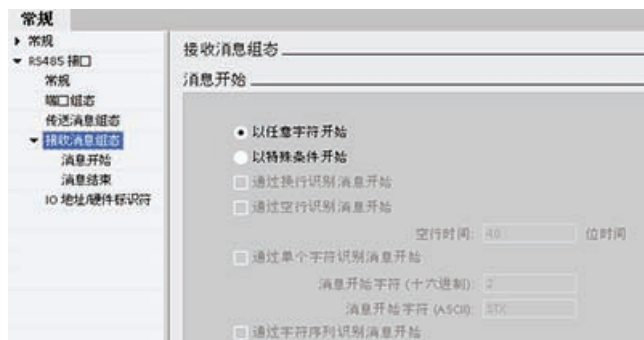 常规
常规
RS485 接口
常规
端口组态
传送消息组态
接收消息组态
消息开始
消息结束
IO 地址/硬件标识符
接收消息组态
消息开始
以任意字符开始
以特殊条件开始
通过换行识别消息开始
通过空行识别消息开始
空行时间: 40 位时间
通过单个字符识别消息开始
消息开始字符 (十六进制): 2
消息开始字符 (ASCII): STX
通过字符序列识别消息开始